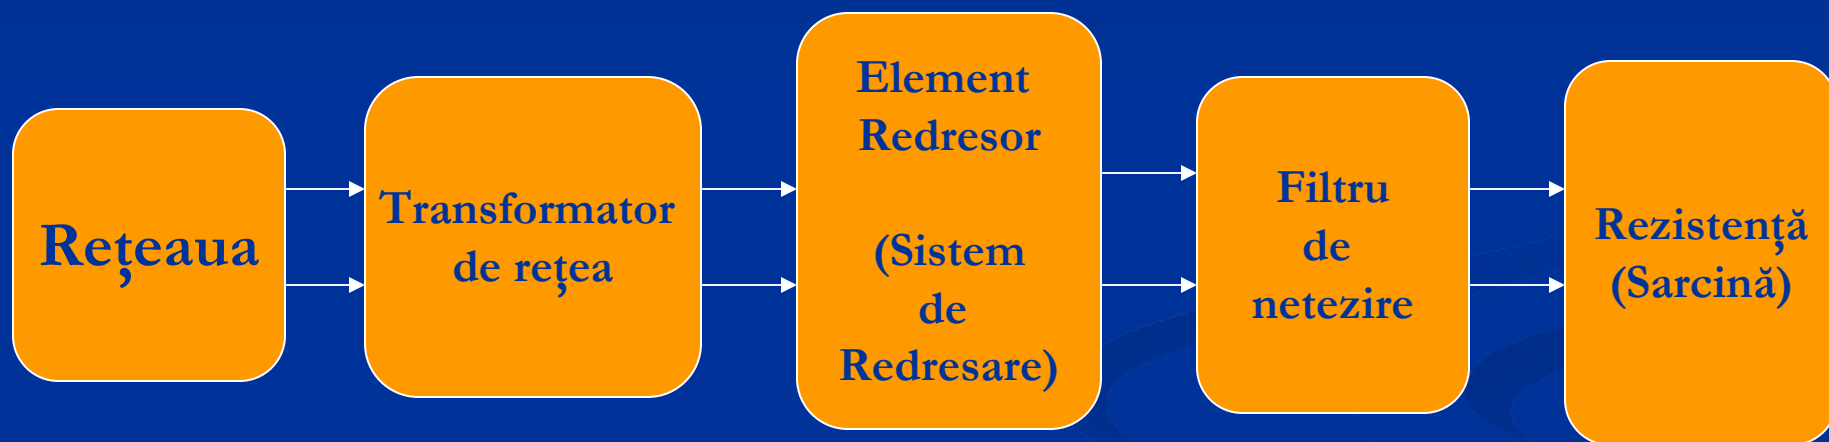 Rețeaua
Transformator
de rețea
Element
Redresor
(Sistem
de
Redresare)
Filtru
de
netezire
Rezistență
(Sarcină)